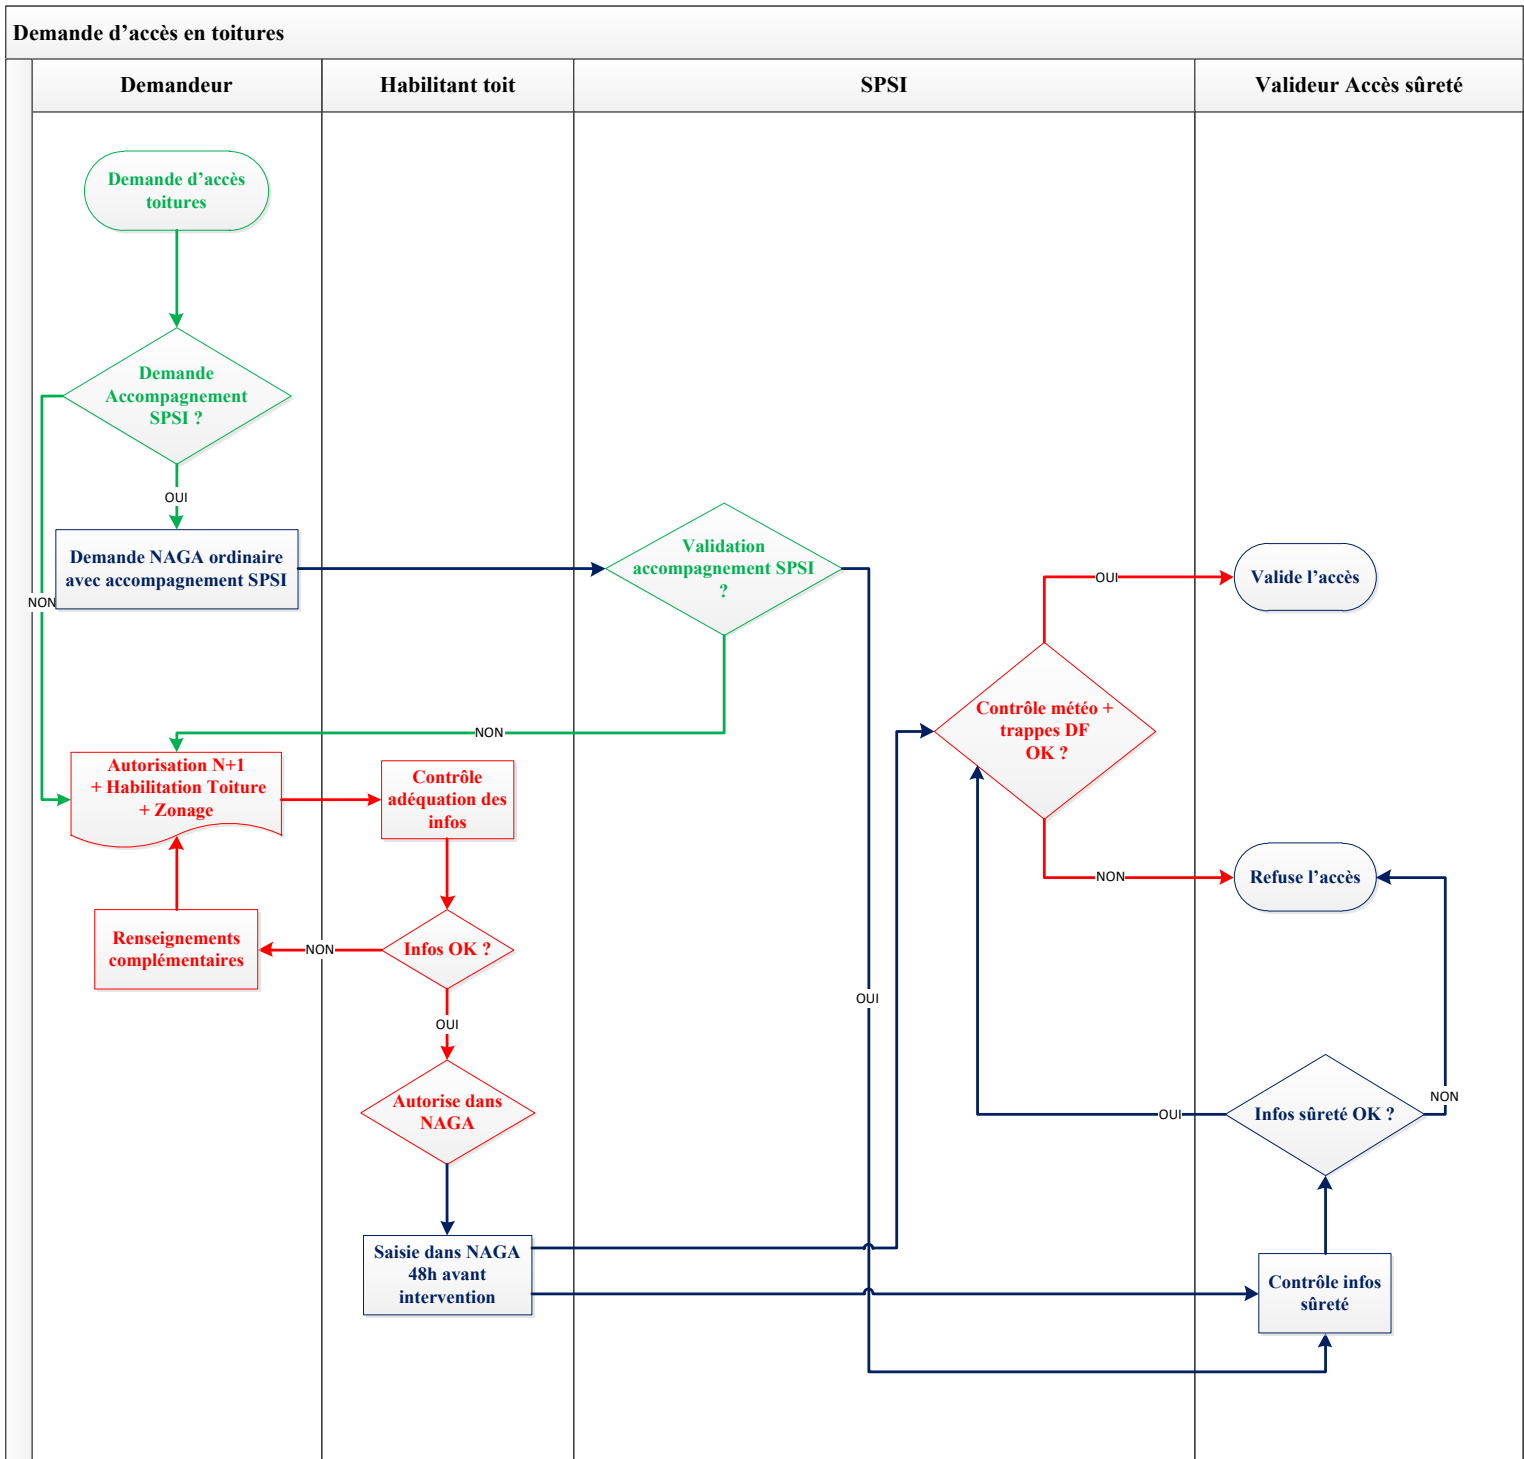 Demande d’accès en toitures
Demandeur
Habilitant toit
SPSI
Valideur Accès sûreté
Demande d’accès
toitures
Demande
Accompagnement
SPSI ?
OUI
NON
Demande NAGA ordinaire
avec accompagnement SPSI
Validation
accompagnement SPSI
?
NON
OUI
Autorisation N+1
+ Habilitation Toiture
+ Zonage
Contrôle
adéquation des
infos
Infos OK ?
NON
Renseignements
complémentaires
OUI
Autorise dans
NAGA
Saisie dans NAGA
48h avant
intervention
Contrôle météo +
trappes DF
OK ?
OUI
Valide l’accès
NON
Refuse l’accès
Infos sûreté OK ?
OUI
NON
Contrôle infos
sûreté